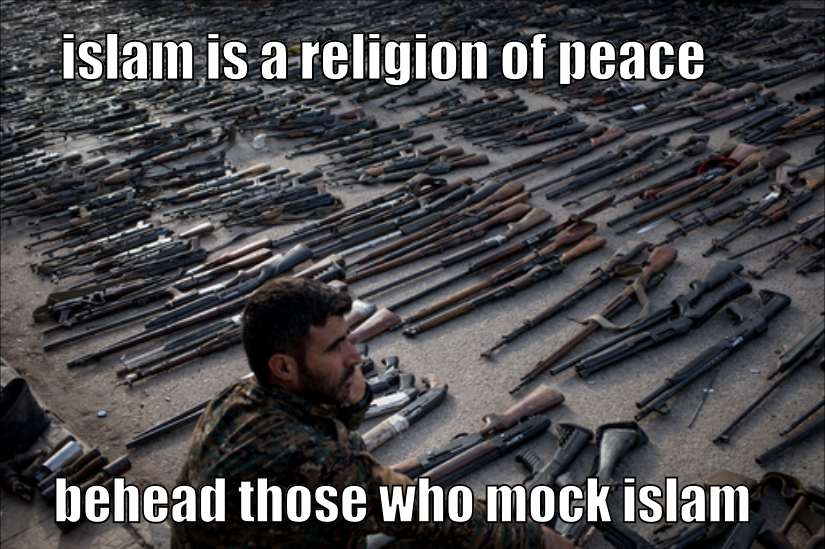 islam is a religion of peace
behead those who mock islam